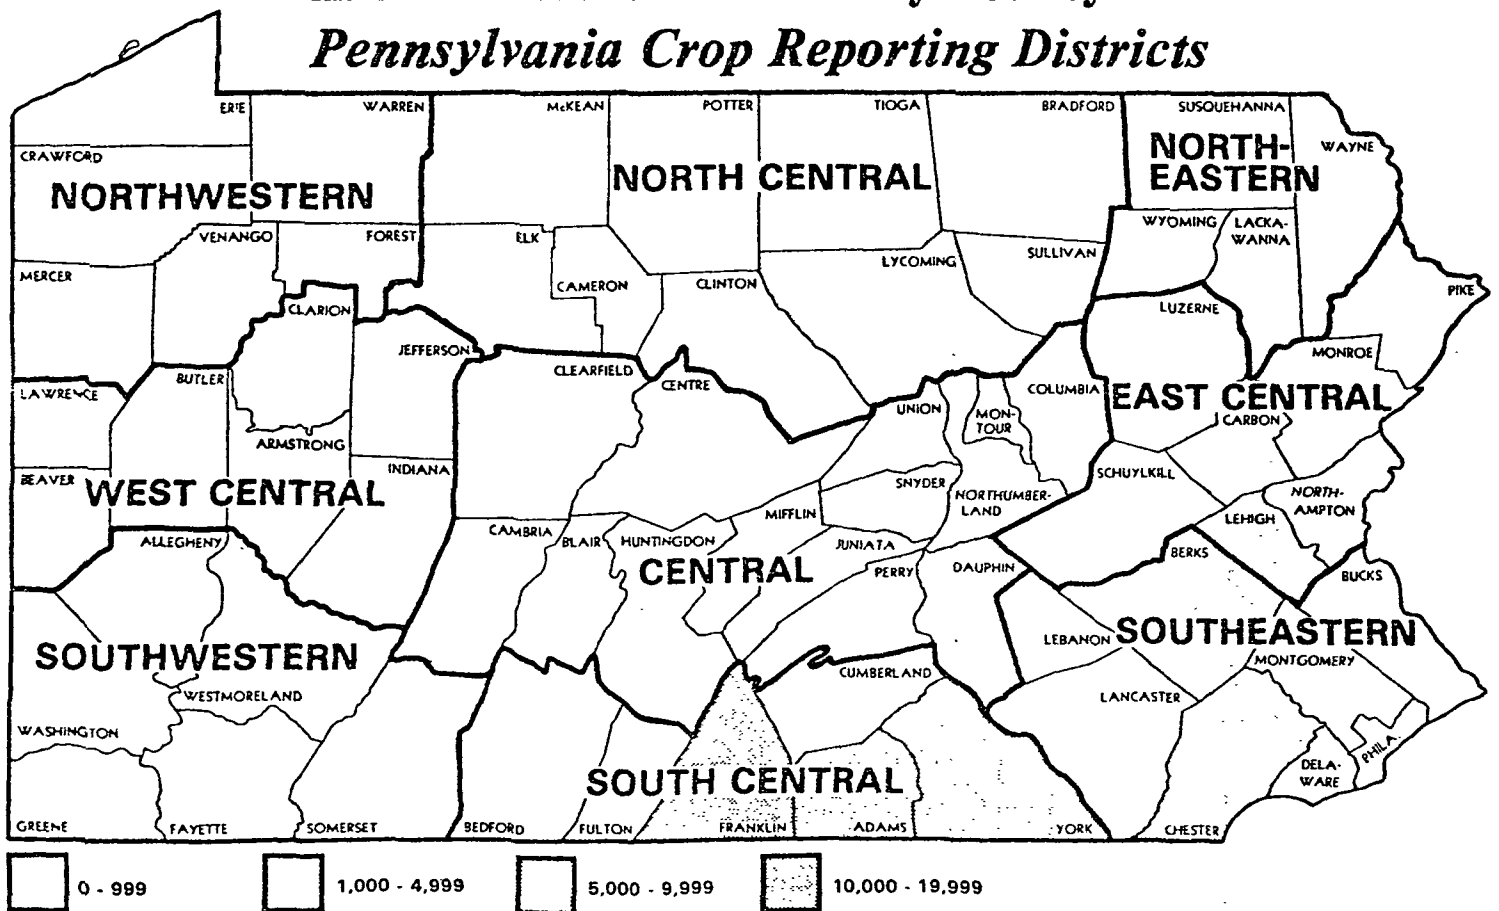 Pennsylvania Crop Reporting Districts
ERIE
WARREN
McKEAN
POTTER
TIOGA
BRADFORD
SUSQUEHANNA
WAYNE
CRAWFORD
NORTHWESTERN
NORTH CENTRAL
NORTH-
EASTERN
VENANGO
FOREST
ELK
SULLIVAN
WYOMING
LACKA-
WANNA
MERCER
CAMERON
CLINTON
LYCOMING
PIKE
CLARION
LUZERNE
JEFFERSON
MONROE
LAWRENCE
BUTLER
CLEARFIELD
CENTRE
COLUMBIA
EAST CENTRAL
UNION
MON-
TOUR
CARBON
ARMSTRONG
BEAVER
INDIANA
WEST CENTRAL
SNYDER
NORTHUMBER-
LAND
SCHUYLKILL
NORTH-
AMPTON
MIFFLIN
LEHIGH
ALLEGHENY
CAMBRIA
BLAIR
HUNTINGDON
JUNIATA
CENTRAL
PERRY
DAUPHIN
BERKS
BUCKS
SOUTHWESTERN
LEBANON
SOUTHEASTERN
MONTGOMERY
WESTMORELAND
CUMBERLAND
LANCASTER
WASHINGTON
PHILA.
SOUTH CENTRAL
DELA-
WARE
GREENE
FAYETTE
SOMERSET
BEDFORD
FULTON
FRANKLIN
ADAMS
YORK
CHESTER
0 - 999
1,000 - 4,999
5,000 - 9,999
10,000 - 19,999